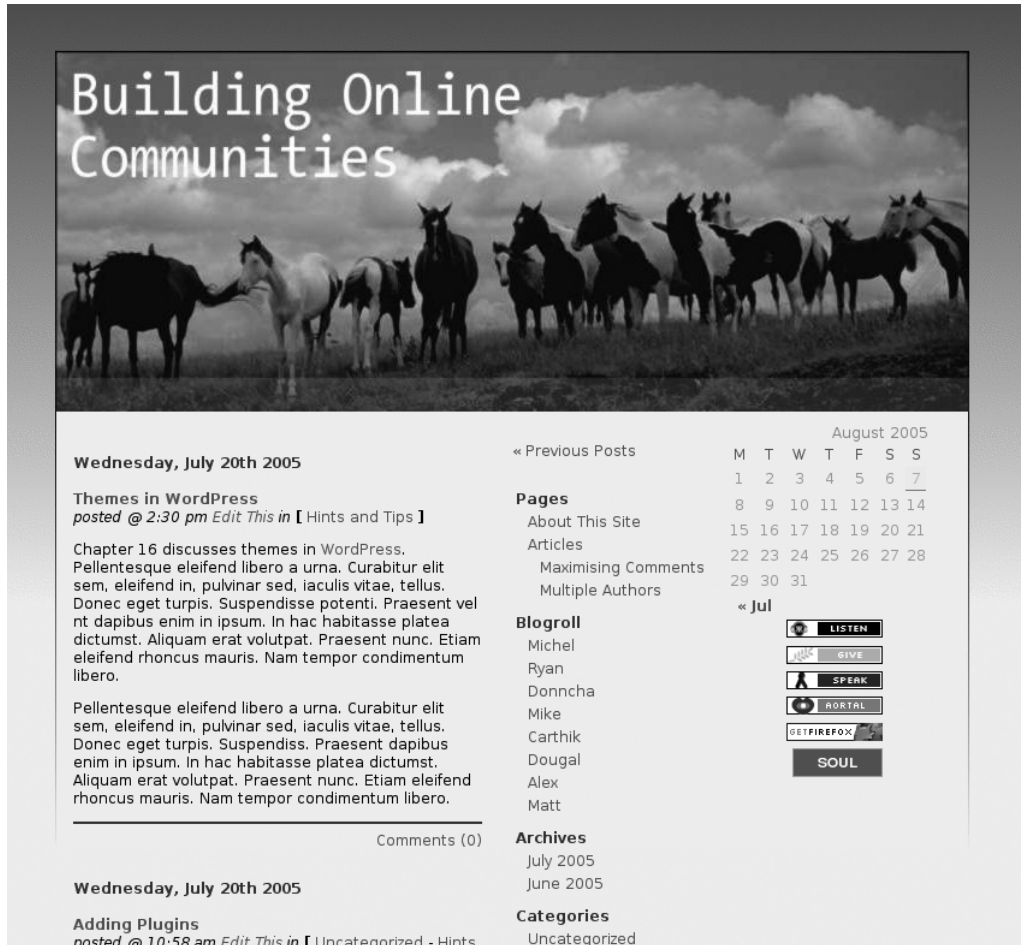 Building Online
Communities
Wednesday, July 20th 2005
Themes in WordPress
posted @ 2:30 pm Edit This in [ Hints and Tips ]
Chapter 16 discusses themes in WordPress.
Pellentesque eleifend libero a urna. Curabitur elit
sem, eleifend in, pulvinar sed, iaculis vitae, tellus.
Donec eget turpis. Suspendisse potenti. Praesent vel
nt dapibus enim in ipsum. In hac habitasse platea
dictumst. Aliquam erat volutpat. Praesent nunc. Etiam
eleifend rhoncus mauris. Nam tempor condimentum
libero.
Pellentesque eleifend libero a urna. Curabitur elit
sem, eleifend in, pulvinar sed, iaculis vitae, tellus.
Donec eget turpis. Suspendiss. Praesent dapibus
enim in ipsum. In hac habitasse platea dictumst.
Aliquam erat volutpat. Praesent nunc. Etiam eleifend
rhoncus mauris. Nam tempor condimentum libero.
Comments (0)
Wednesday, July 20th 2005
Adding Plugins
posted @ 10:58 am Edit This in [ Uncategorized - Hints
« Previous Posts
Pages
About This Site
Articles
Maximising Comments
Multiple Authors
Blogroll
Michel
Ryan
Donncha
Mike
Carthik
Dougal
Alex
Matt
Archives
July 2005
June 2005
Categories
Uncategorized
August 2005
M T W T F S S
1 2 3 4 5 6 7
8 9 10 11 12 13 14
15 16 17 18 19 20 21
22 23 24 25 26 27 28
29 30 31
« Jul
LISTEN
GIVE
SPEAK
AORTAL
GETFIREFOX
SOUL